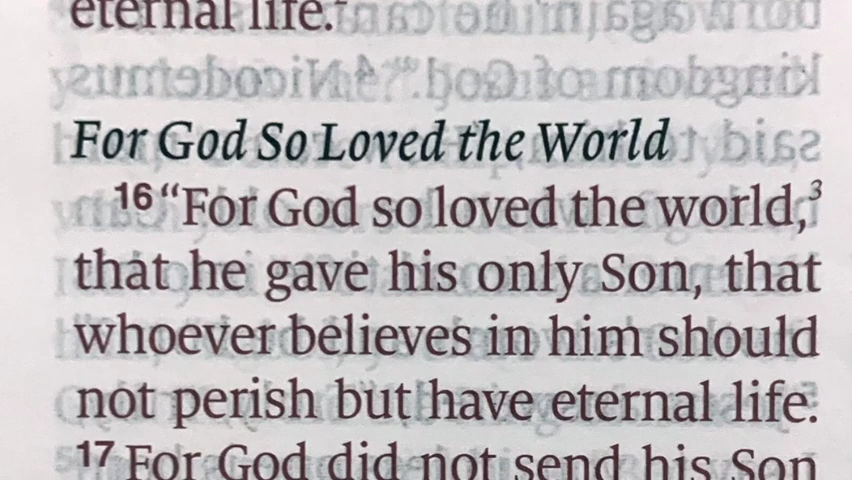 eternal life.²
For God So Loved the World
16 “For God so loved the world,³
that he gave his only Son, that
whoever believes in him should
not perish but have eternal life.
17 For God did not send his Son